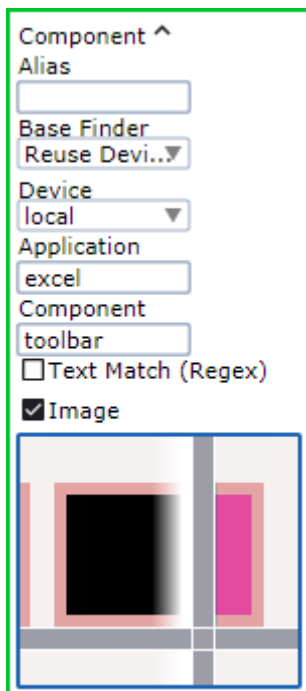 Component ^
Alias
Base Finder
Reuse Devi..
Device
local
Application
excel
Component
toolbar
Text Match (Regex)
Image